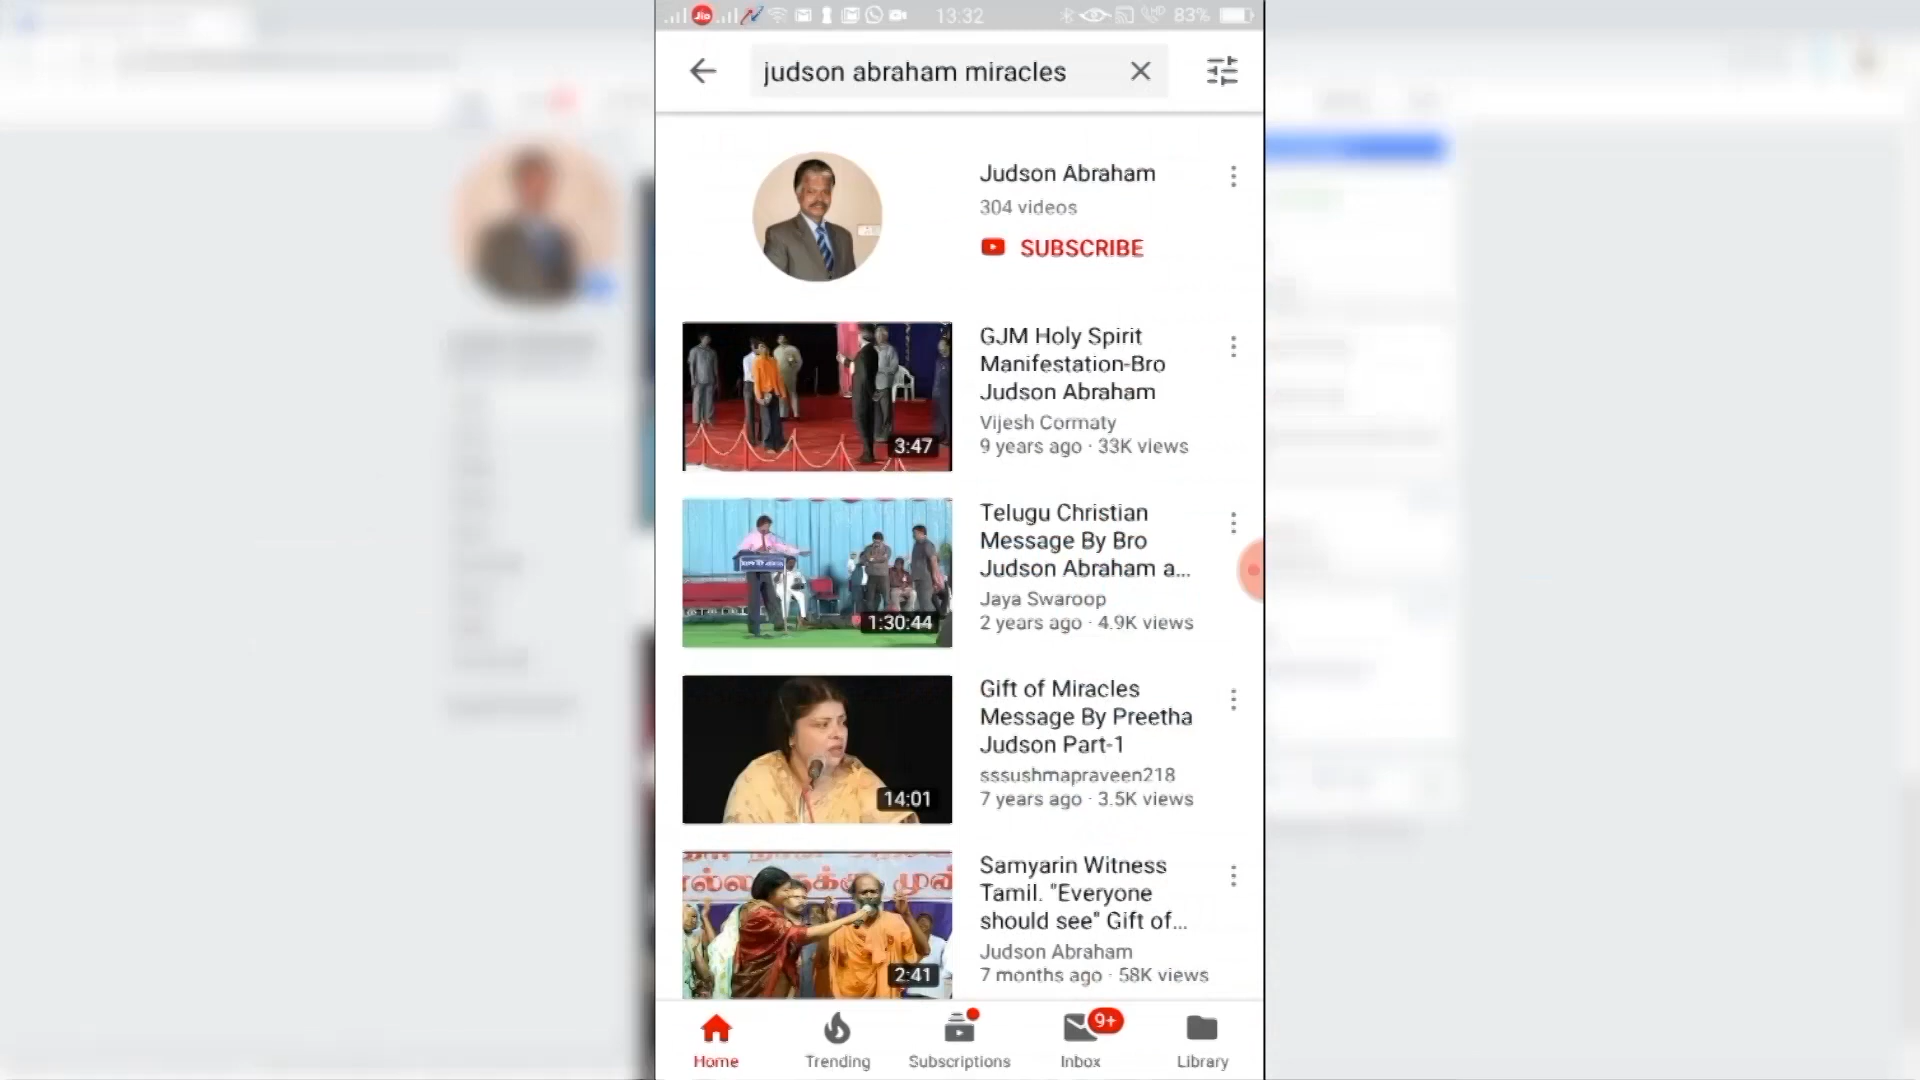 Jio
13:32
83%
judson abraham miracles
Judson Abraham
304 videos
SUBSCRIBE
GJM Holy Spirit
Manifestation-Bro
Judson Abraham
Vijesh Cormaty
9 years ago · 33K views
3:47
Telugu Christian
Message By Bro
Judson Abraham a...
Jaya Swaroop
2 years ago · 4.9K views
1:30:44
Gift of Miracles
Message By Preetha
Judson Part-1
sssushmapraveen218
7 years ago · 3.5K views
14:01
Samyarin Witness
Tamil. "Everyone
should see" Gift of...
Judson Abraham
7 months ago · 58K views
2:41
9+
Home
Trending
Subscriptions
Inbox
Library